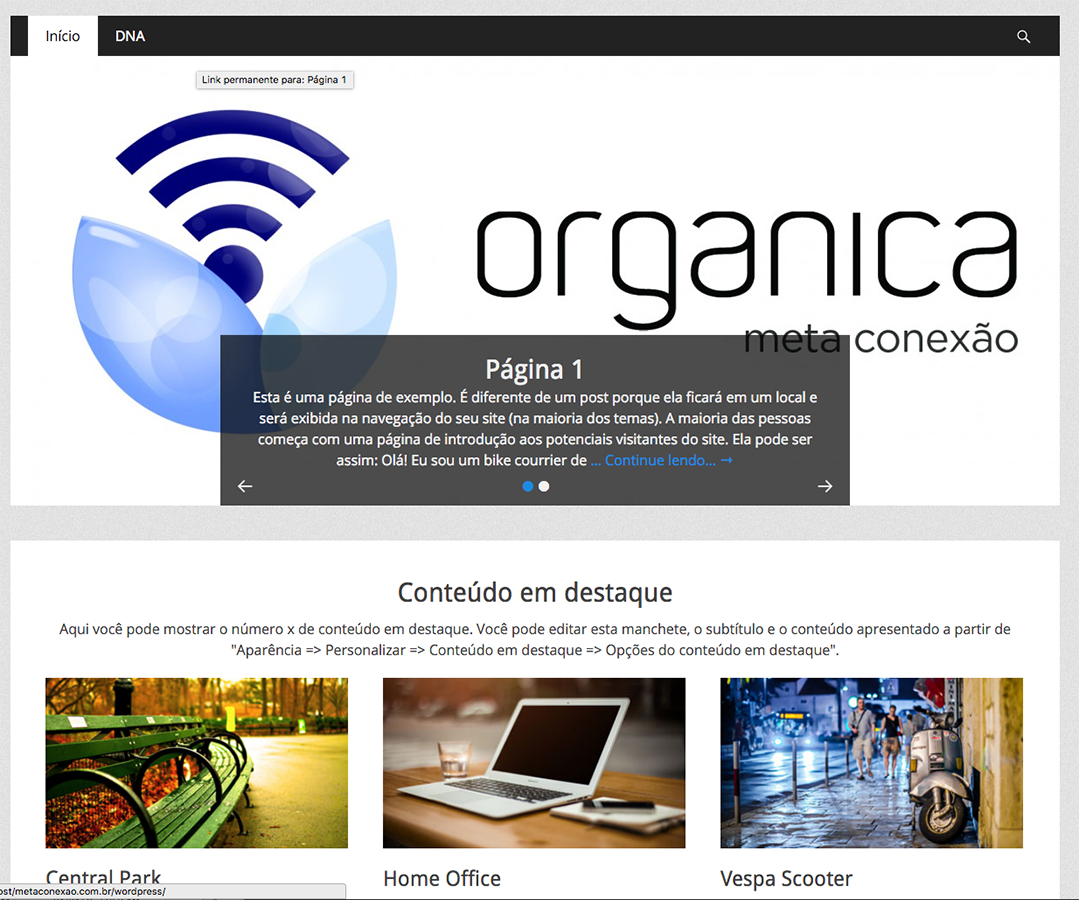 Início DNA
Link permanente para: Página 1
organica
meta conexão
Página 1
Esta é uma página de exemplo. É diferente de um post porque ela ficará em um local e
será exibida na navegação do seu site (na maioria dos temas). A maioria das pessoas
começa com uma página de introdução aos potenciais visitantes do site. Ela pode ser
assim: Olá! Eu sou um bike courrier de ... Continue lendo... →
Conteúdo em destaque
Aqui você pode mostrar o número x de conteúdo em destaque. Você pode editar esta manchete, o subtítulo e o conteúdo apresentado a partir de
"Aparência => Personalizar => Conteúdo em destaque => Opções do conteúdo em destaque".
Central Park Home Office Vespa Scooter
ost/metaconexao.com.br/wordpress/